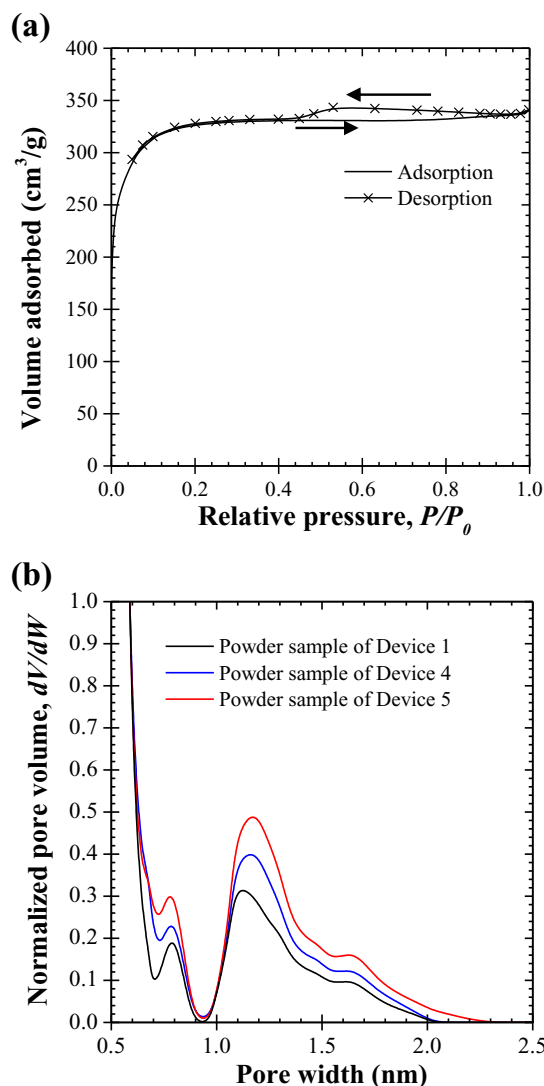 (a)
400
350
300
250
200
150
100
50
0
Volume adsorbed (cm³/g)
Adsorption
Desorption
0.0 0.2 0.4 0.6 0.8 1.0
Relative pressure, P/P₀
(b)
1.0
0.9
0.8
0.7
0.6
0.5
0.4
0.3
0.2
0.1
0.0
Normalized pore volume, dV/dW
Powder sample of Device 1
Powder sample of Device 4
Powder sample of Device 5
0.5 1.0 1.5 2.0 2.5
Pore width (nm)